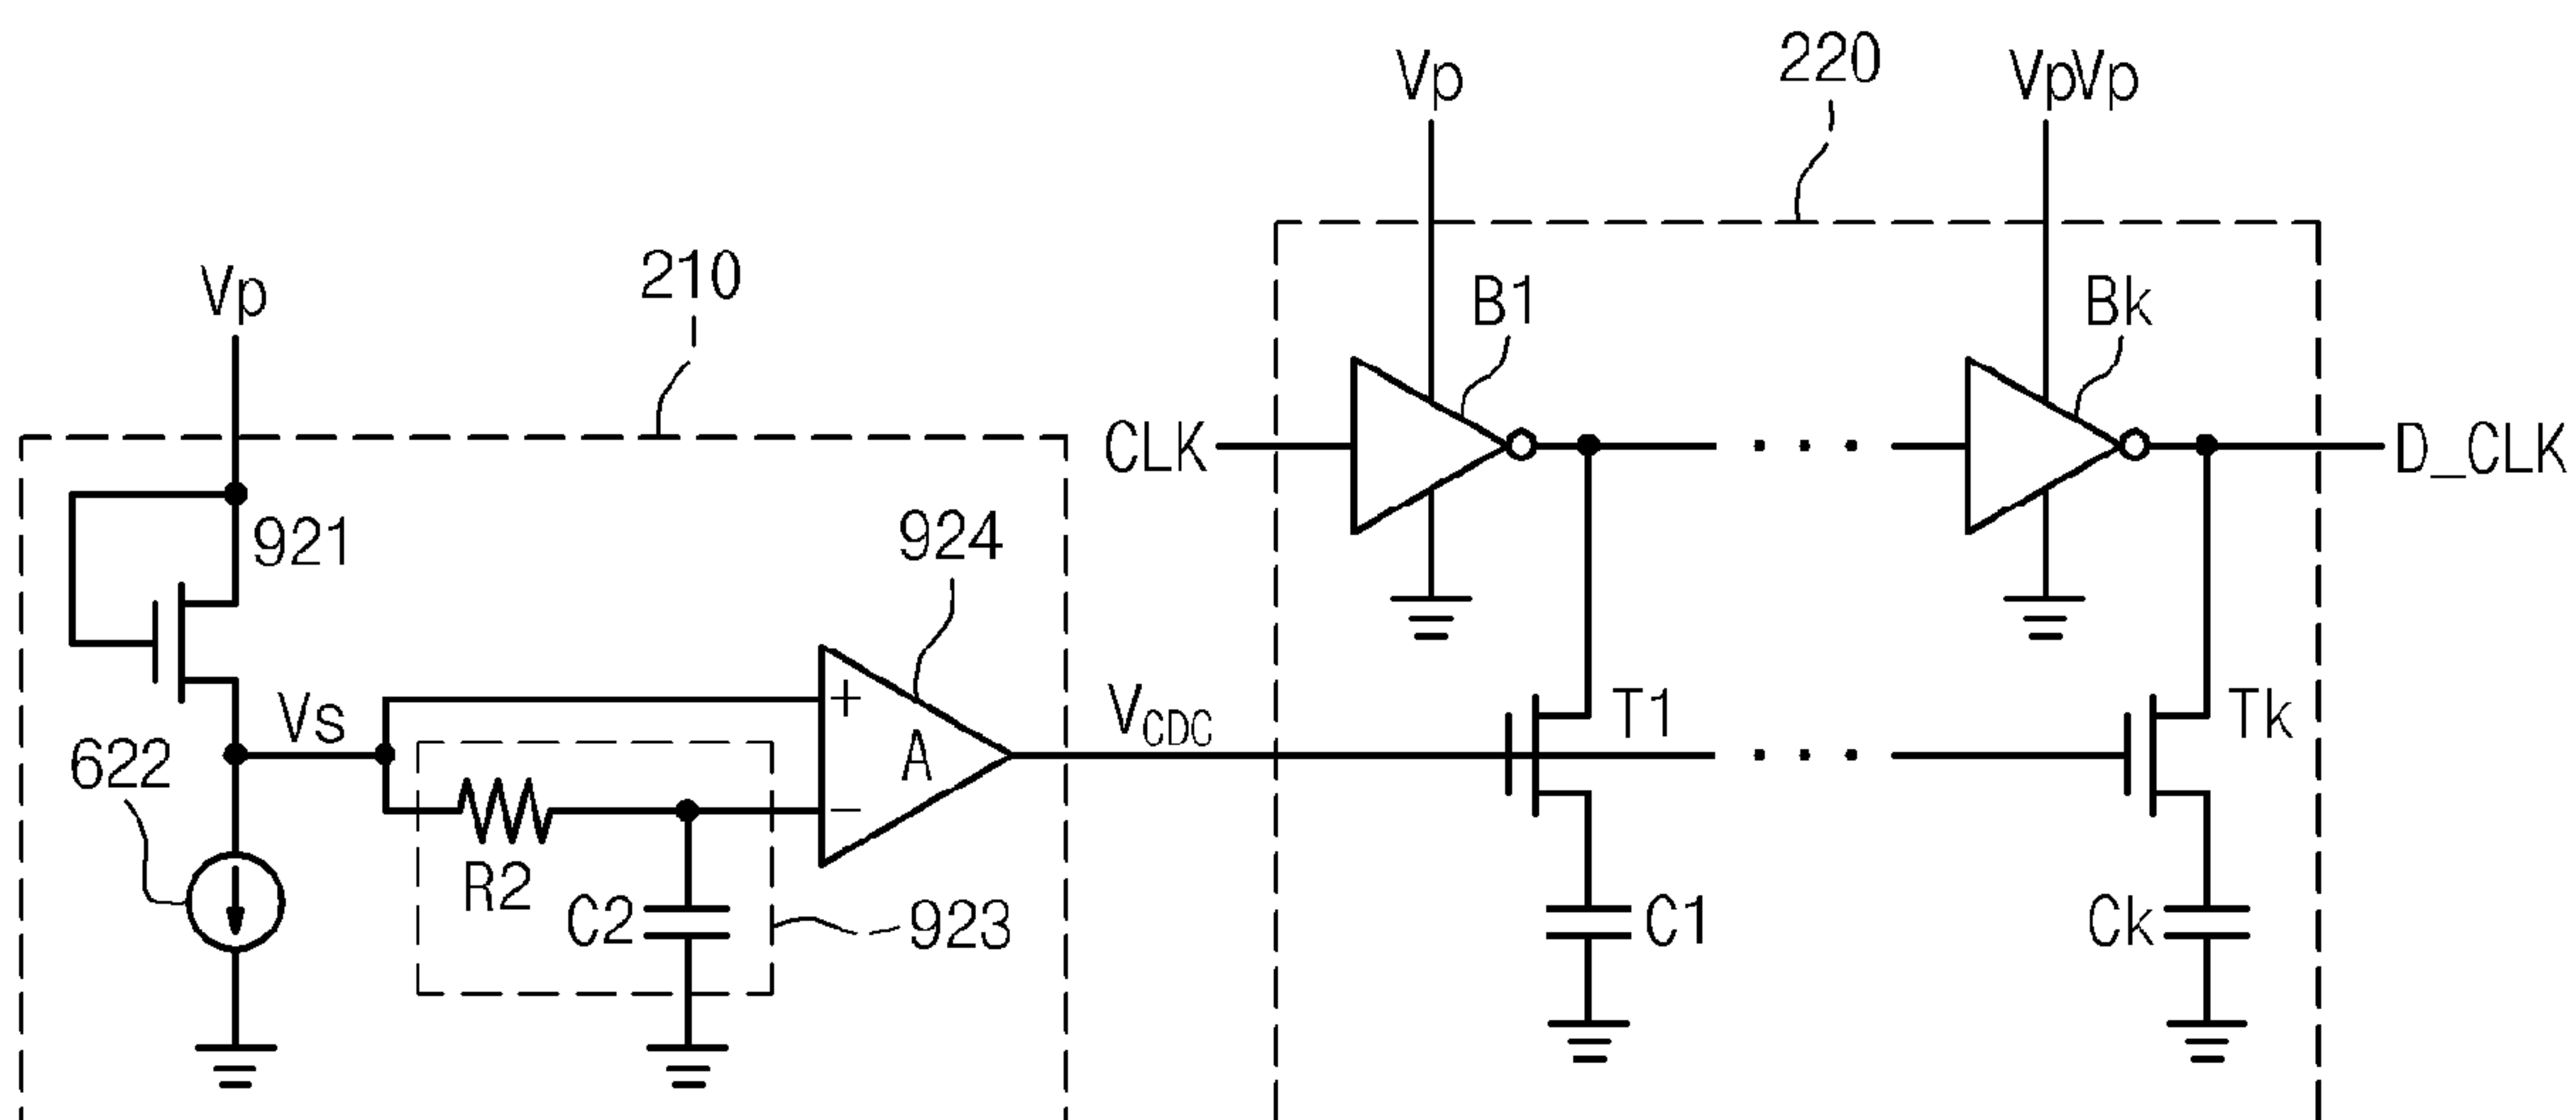 Vp
220
VpVp
210
Vp
B1
Bk
CLK
D_CLK
921
924
+
A
−
Vs
VCDC
T1
Tk
622
R2
C2
923
C1
Ck